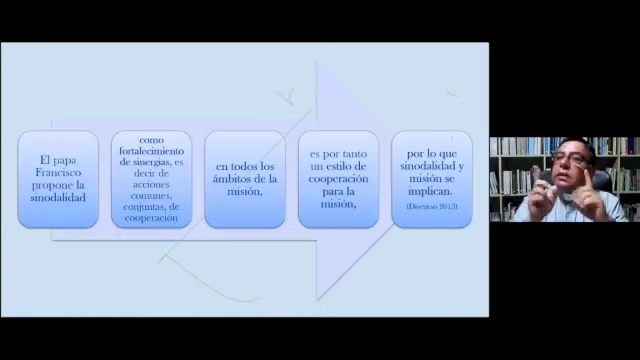 El papa
Francisco
propone la
sinodalidad
como
fortalecimiento
de sinergias, es
decir de
acciones
comunes,
conjuntas, de
cooperación
en todos los
ámbitos de la
misión,
es por tanto
un estilo de
cooperación
para la
misión,
por lo que
sinodalidad y
misión se
implican.
(Discurso 2015)